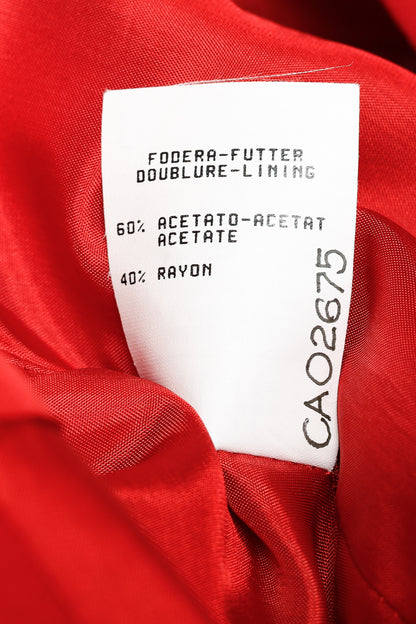 FODERA-FUTTER
DOUBLURE-LINING
60% ACETATO-ACETAT
ACETATE
40% RAYON
CA02675